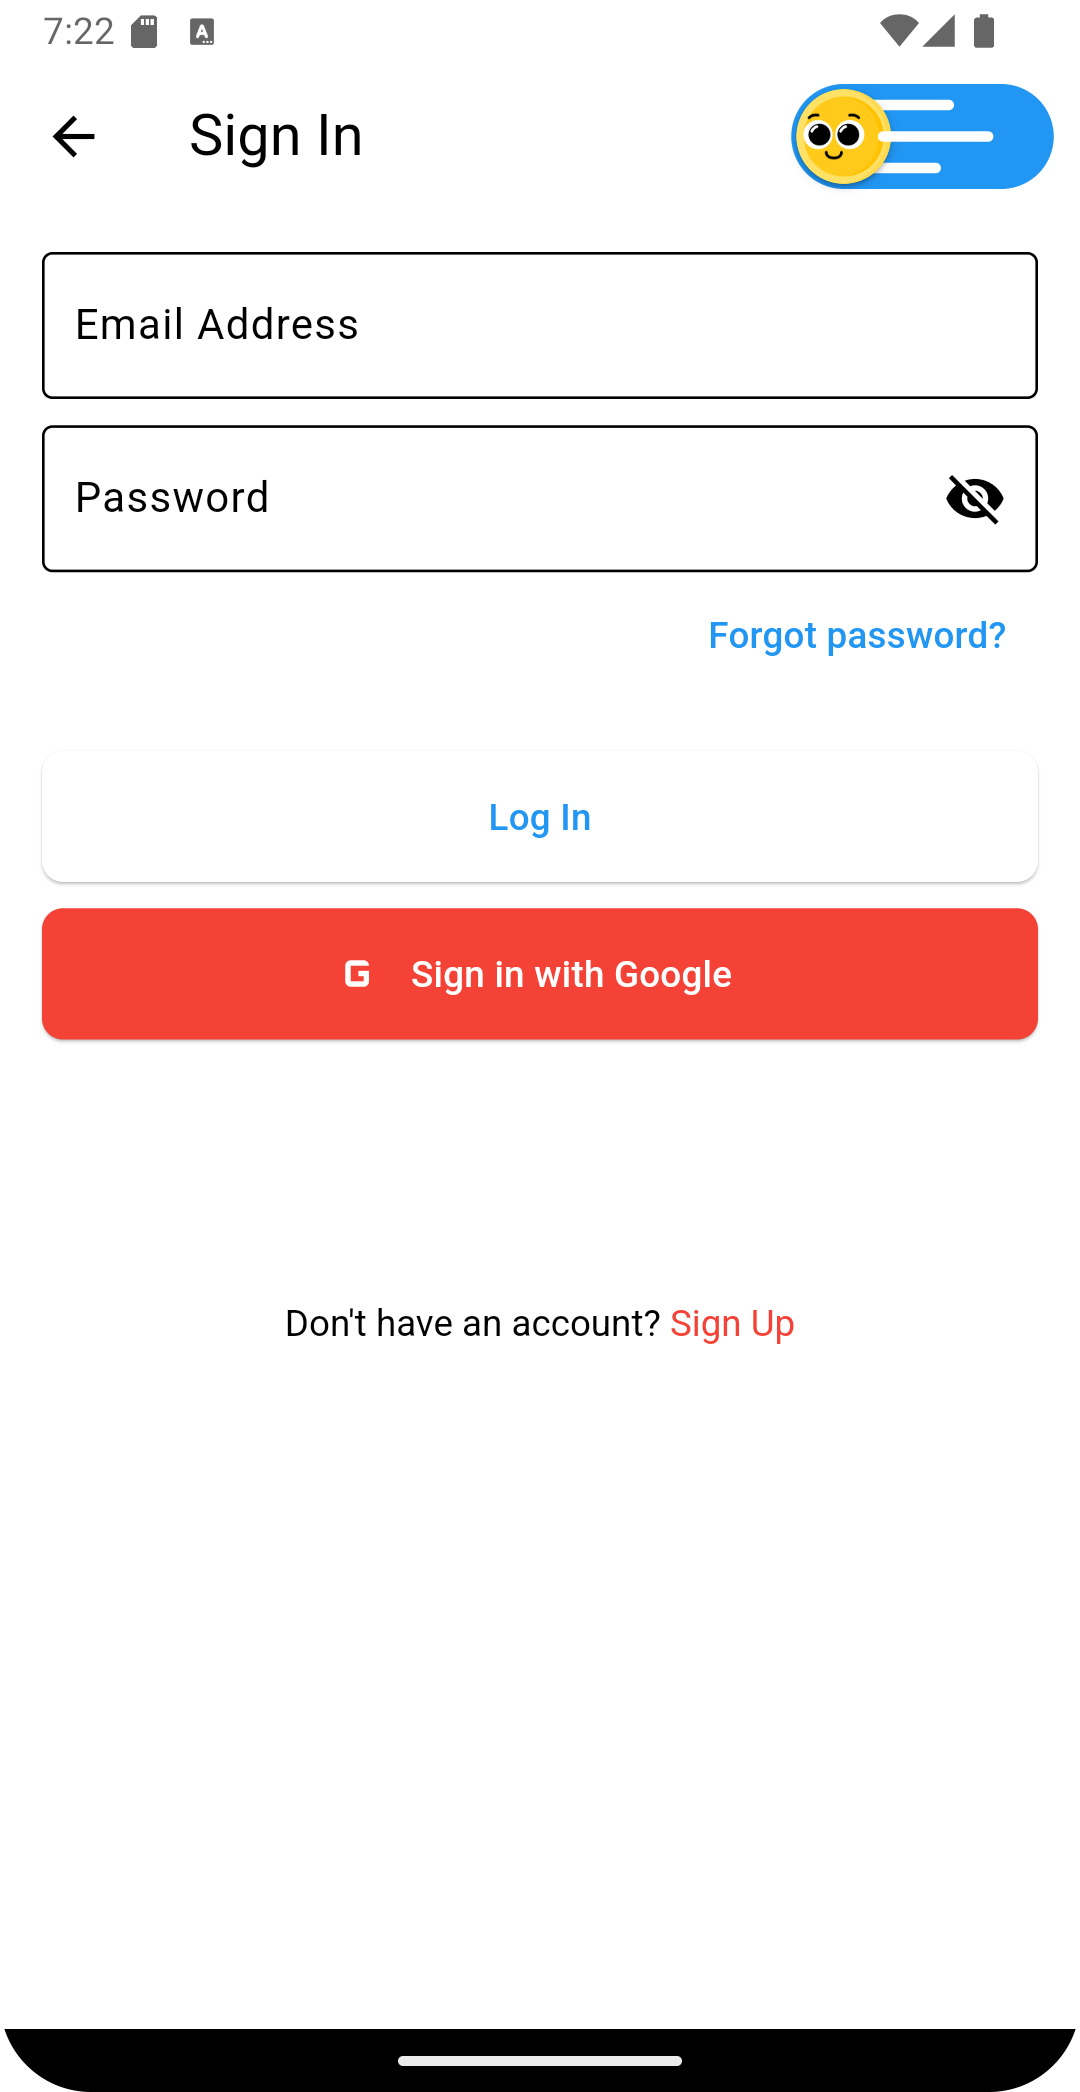 7:22
Sign In
Email Address
Password
Forgot password?
Log In
G Sign in with Google
Don't have an account? Sign Up